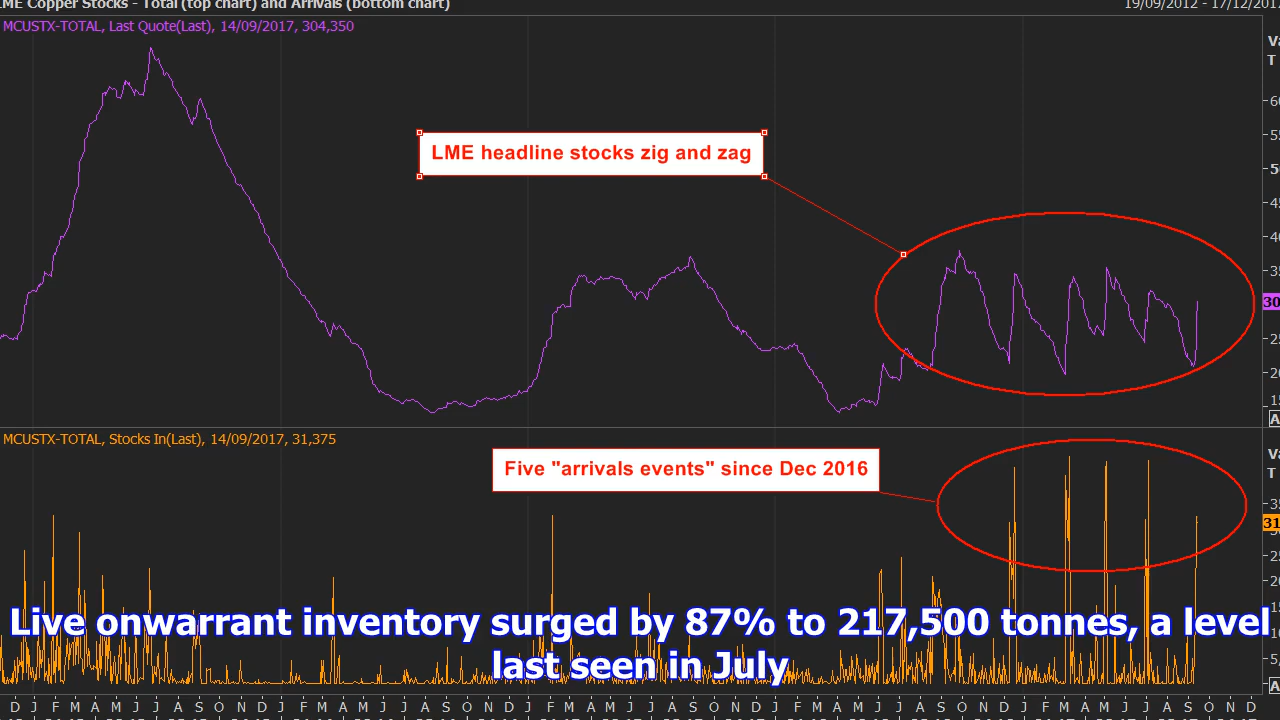 LME Copper Stocks - Total (top chart) and Arrivals (bottom chart)
19/09/2012 - 17/12/2017
MCUSTX-TOTAL, Last Quote(Last), 14/09/2017, 304,350
LME headline stocks zig and zag
MCUSTX-TOTAL, Stocks In(Last), 14/09/2017, 31,375
Five "arrivals events" since Dec 2016
Live onwarrant inventory surged by 87% to 217,500 tonnes, a level
last seen in July
T
30
A
T
31
A
D J F M A M J J A S O N D J F M A M J J A S O N D J F M A M J J A S O N D J F M A M J J A S O N D J F M A M J J A S O N D